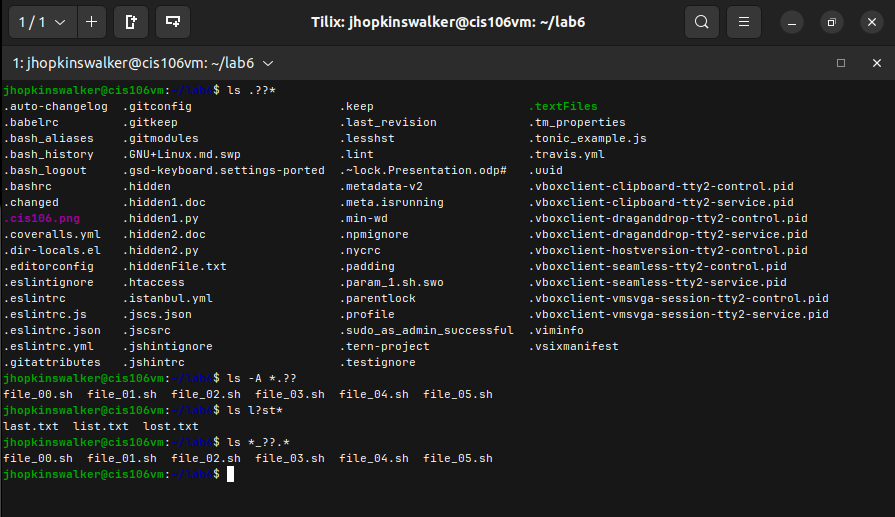 1 / 1
Tilix: jhopkinswalker@cis106vm: ~/lab6
1: jhopkinswalker@cis106vm: ~/lab6
jhopkinswalker@cis106vm:~/lab6$ ls .??*
.auto-changelog .gitconfig .keep .textFiles
.babelrc .gitkeep .last_revision .tm_properties
.bash_aliases .gitmodules .lesshst .tonic_example.js
.bash_history .GNU+Linux.md.swp .lint .travis.yml
.bash_logout .gsd-keyboard.settings-ported .~lock.Presentation.odp# .uuid
.bashrc .hidden .metadata-v2 .vboxclient-clipboard-tty2-control.pid
.changed .hidden1.doc .meta.isrunning .vboxclient-clipboard-tty2-service.pid
.cis106.png .hidden1.py .min-wd .vboxclient-draganddrop-tty2-control.pid
.coveralls.yml .hidden2.doc .npmignore .vboxclient-draganddrop-tty2-service.pid
.dir-locals.el .hidden2.py .nycrc .vboxclient-hostversion-tty2-control.pid
.editorconfig .hiddenFile.txt .padding .vboxclient-seamless-tty2-control.pid
.eslintignore .htaccess .param_1.sh.swo .vboxclient-seamless-tty2-service.pid
.eslintrc .istanbul.yml .parentlock .vboxclient-vmsvga-session-tty2-control.pid
.eslintrc.js .jscs.json .profile .vboxclient-vmsvga-session-tty2-service.pid
.eslintrc.json .jscsrc .sudo_as_admin_successful .viminfo
.eslintrc.yml .jshintignore .tern-project .vsixmanifest
.gitattributes .jshintrc .testignore
jhopkinswalker@cis106vm:~/lab6$ ls -A *.??
file_00.sh file_01.sh file_02.sh file_03.sh file_04.sh file_05.sh
jhopkinswalker@cis106vm:~/lab6$ ls l?st*
last.txt list.txt lost.txt
jhopkinswalker@cis106vm:~/lab6$ ls *_??.*
file_00.sh file_01.sh file_02.sh file_03.sh file_04.sh file_05.sh
jhopkinswalker@cis106vm:~/lab6$